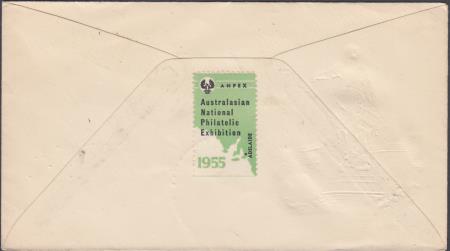 ANPEX
Australasian
National
Philatelic
Exhibition
ADELAIDE
1955